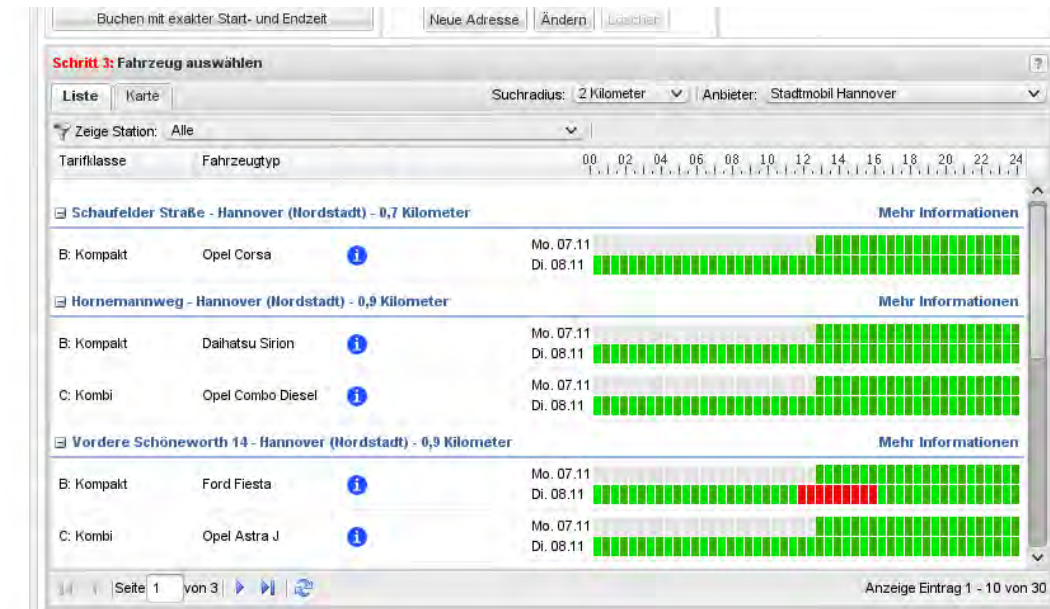 Buchen mit exakter Start- und Endzeit Neue Adresse Ändern Löschen
Schritt 3: Fahrzeug auswählen ?
Liste Karte Suchradius: 2 Kilometer Anbieter: Stadtmobil Hannover
Zeige Station: Alle
Tarifklasse Fahrzeugtyp 00 02 04 06 08 10 12 14 16 18 20 22 24
Schaufelder Straße - Hannover (Nordstadt) - 0,7 Kilometer Mehr Informationen
Mo. 07.11
B: Kompakt Opel Corsa i
Di. 08.11
Hornemannweg - Hannover (Nordstadt) - 0,9 Kilometer Mehr Informationen
Mo. 07.11
B: Kompakt Daihatsu Sirion i
Di. 08.11
Mo. 07.11
C: Kombi Opel Combo Diesel i
Di. 08.11
Vordere Schöneworth 14 - Hannover (Nordstadt) - 0,9 Kilometer Mehr Informationen
Mo. 07.11
B: Kompakt Ford Fiesta i
Di. 08.11
Mo. 07.11
C: Kombi Opel Astra J i
Di. 08.11
Seite 1 von 3 Anzeige Eintrag 1 - 10 von 30